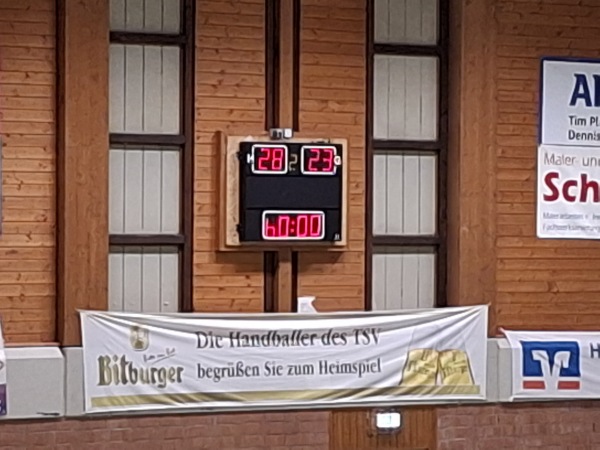 28 2 23
60:00
Die Handballer des TSV
Bitburger begrüßen Sie zum Heimspiel
Tim Pl
Dennis
Maler- und
Sch
H